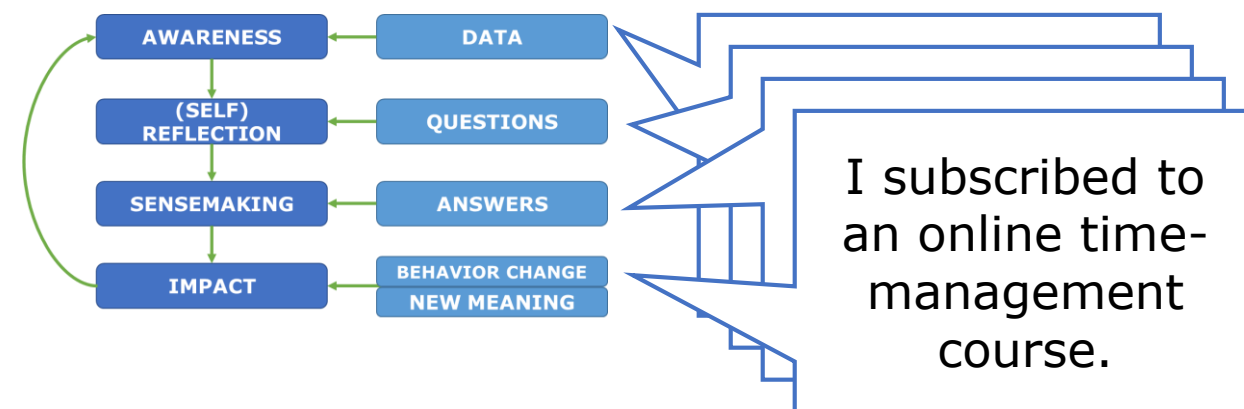 AWARENESS
DATA
(SELF)
REFLECTION
QUESTIONS
SENSEMAKING
ANSWERS
IMPACT
BEHAVIOR CHANGE
NEW MEANING
I subscribed to
an online time-
management
course.